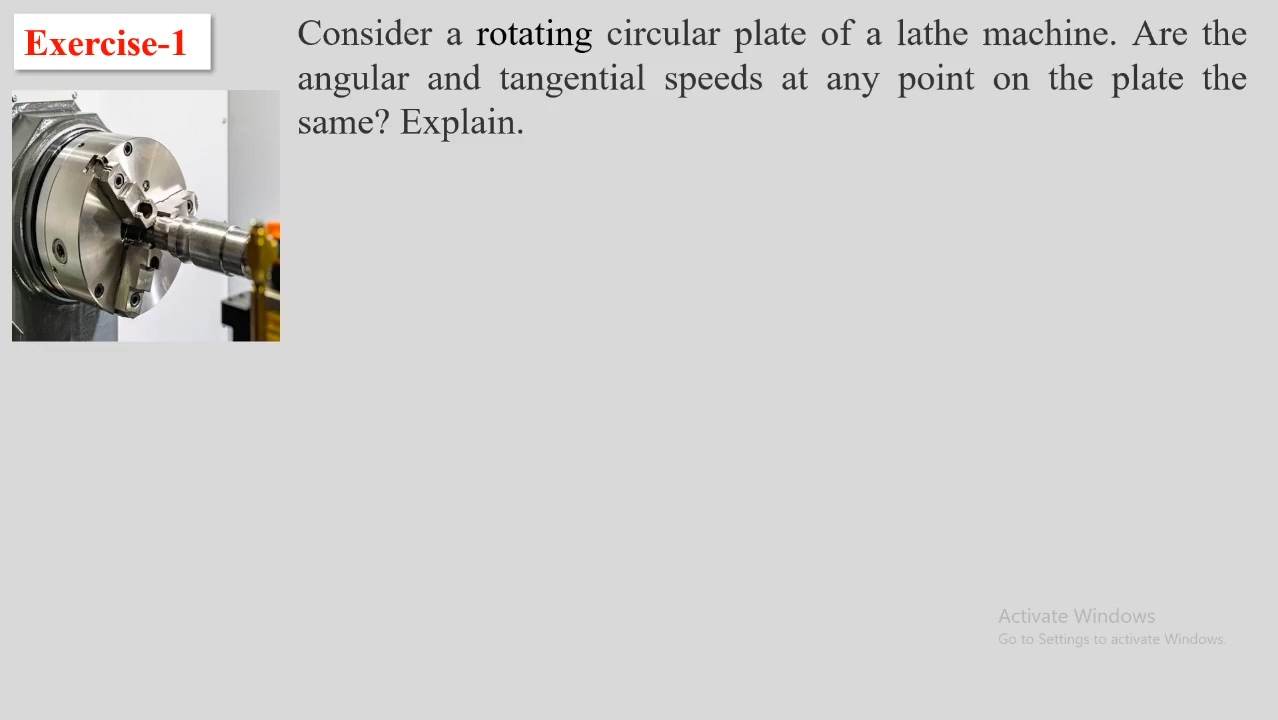 Exercise-1
Consider a rotating circular plate of a lathe machine. Are the
angular and tangential speeds at any point on the plate the
same? Explain.
Activate Windows
Go to Settings to activate Windows.